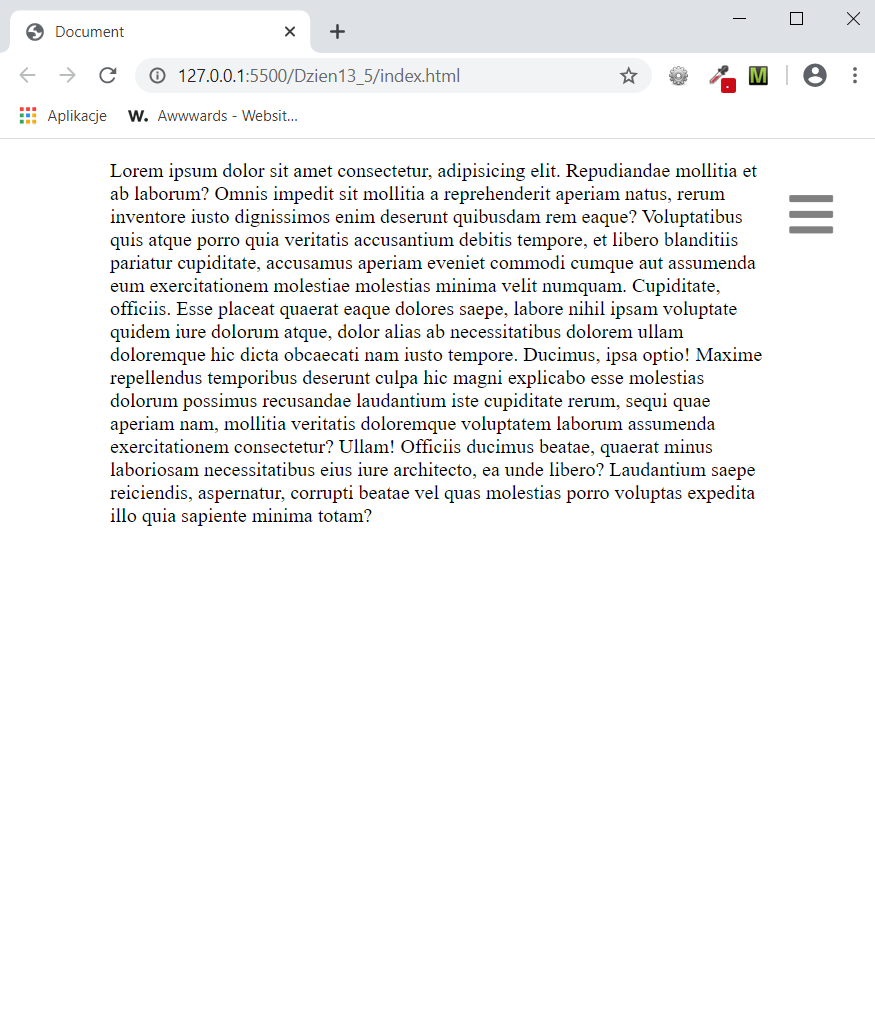 Document
127.0.0.1:5500/Dzien13_5/index.html
M
Aplikacje
W. Awwwards - Websit...
Lorem ipsum dolor sit amet consectetur, adipisicing elit. Repudiandae mollitia et
ab laborum? Omnis impedit sit mollitia a reprehenderit aperiam natus, rerum
inventore iusto dignissimos enim deserunt quibusdam rem eaque? Voluptatibus
quis atque porro quia veritatis accusantium debitis tempore, et libero blanditiis
pariatur cupiditate, accusamus aperiam eveniet commodi cumque aut assumenda
eum exercitationem molestiae molestias minima velit numquam. Cupiditate,
officiis. Esse placeat quaerat eaque dolores saepe, labore nihil ipsam voluptate
quidem iure dolorum atque, dolor alias ab necessitatibus dolorem ullam
doloremque hic dicta obcaecati nam iusto tempore. Ducimus, ipsa optio! Maxime
repellendus temporibus deserunt culpa hic magni explicabo esse molestias
dolorum possimus recusandae laudantium iste cupiditate rerum, sequi quae
aperiam nam, mollitia veritatis doloremque voluptatem laborum assumenda
exercitationem consectetur? Ullam! Officiis ducimus beatae, quaerat minus
laboriosam necessitatibus eius iure architecto, ea unde libero? Laudantium saepe
reiciendis, aspernatur, corrupti beatae vel quas molestias porro voluptas expedita
illo quia sapiente minima totam?